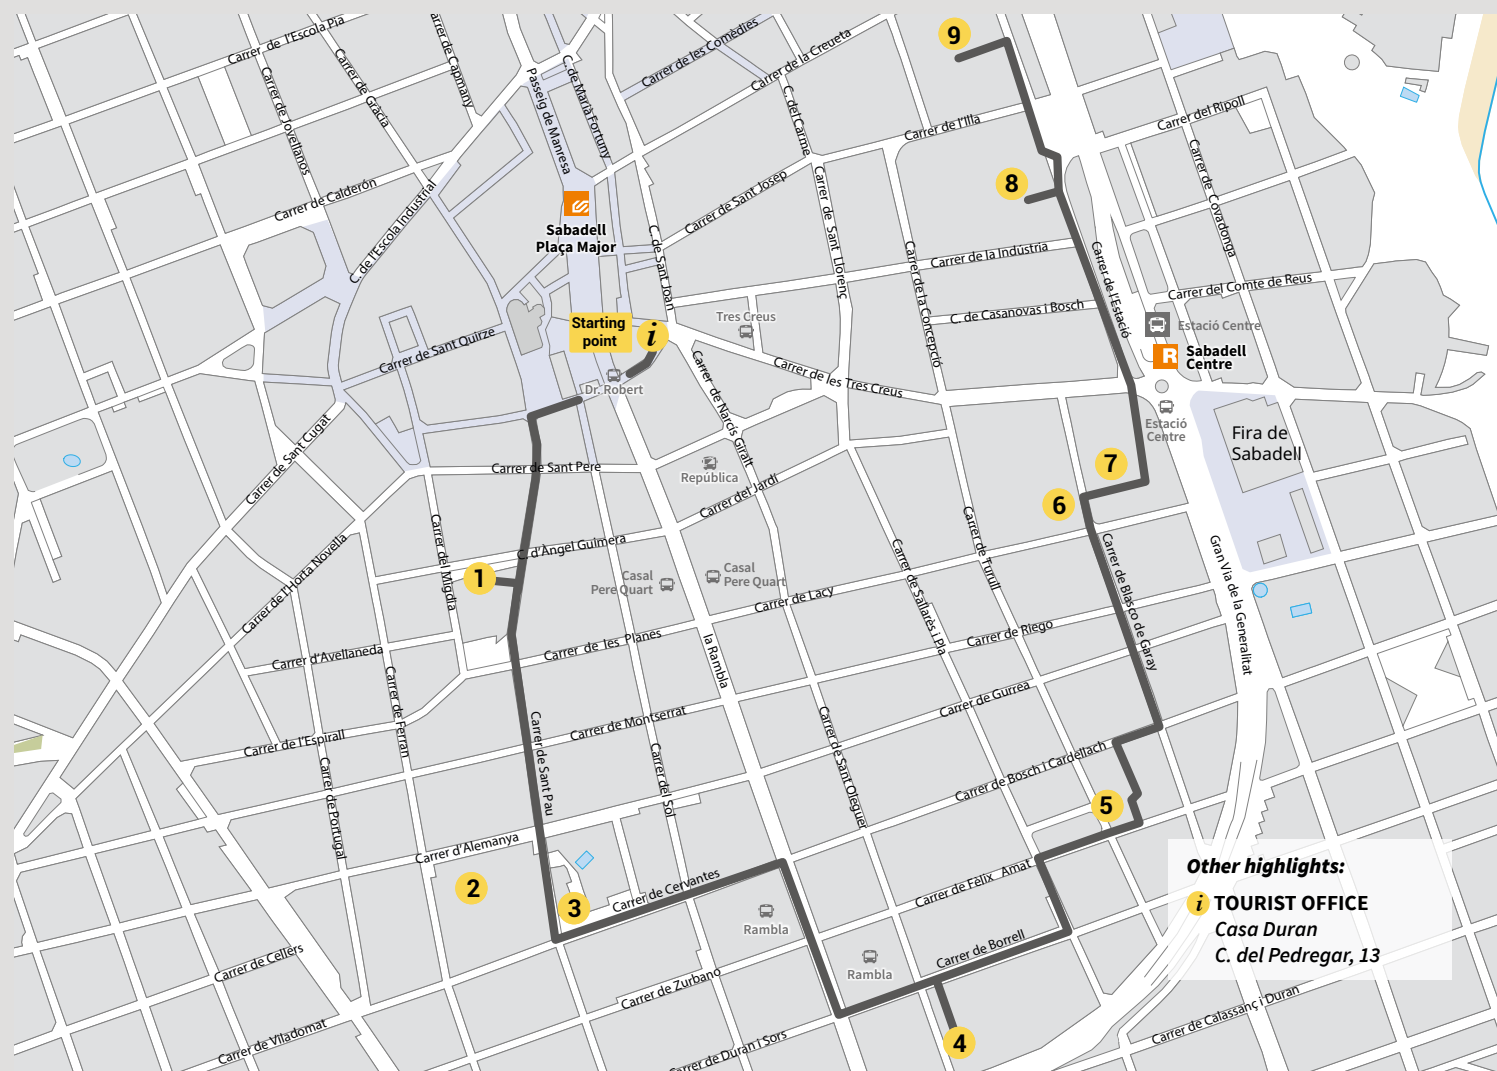 Carrer de l'Escola Pia
Carrer de Gràcia
Carrer de Capmany
Carrer de Jovellanos
Carrer de Calderón
C. de l'Escola Industrial
Passeig de Manresa
C. de Marià Fortuny
Carrer de les Comèdies
Carrer de la Creueta
C. del Carme
Carrer de l'Illa
Carrer del Ripoll
Carrer de Covadonga
9
8
Sabadell
Plaça Major
Carrer de Sant Josep
C. de Sant Joan
Carrer de Sant Llorenç
Carrer de la Concepció
Carrer de la Indústria
C. de Casanovas i Bosch
Carrer de l'Estació
Carrer del Comte de Reus
Estació Centre
R
Sabadell
Centre
Estació
Centre
Starting
point
i
Tres Creus
Dr. Robert
Carrer de les Tres Creus
Carrer de Narcís Giralt
Carrer de Sant Quirze
Carrer de Sant Cugat
Carrer de Sant Pere
República
Carrer del Jardí
Fira de
Sabadell
7
6
Carrer de l'Horta Novella
Carrer del Migdia
C. d'Àngel Guimerà
1
Casal
Pere Quart
Casal
Pere Quart
Carrer de Lacy
Carrer de Sallarès i Pla
Carrer de Turull
Carrer de Blasco de Garay
Gran Via de la Generalitat
Carrer d'Avellaneda
Carrer de les Planes
la Rambla
Carrer de Riego
Carrer de Gurrea
Carrer de Ferran
Carrer de l'Espirall
Carrer de Montserrat
Carrer de Sant Pau
Carrer del Sol
Carrer de Sant Oleguer
Carrer de Bosch i Cardellach
Carrer de Portugal
Carrer d'Alemanya
5
2
3
Carrer de Cervantes
Carrer de Fèlix Amat
Rambla
Rambla
Carrer de Borrell
Carrer de Cellers
Carrer de Zurbano
Carrer de Viladomat
Carrer de Duran i Sors
4
Carrer de Calassanç i Duran
Other highlights:
i TOURIST OFFICE
Casa Duran
C. del Pedregar, 13